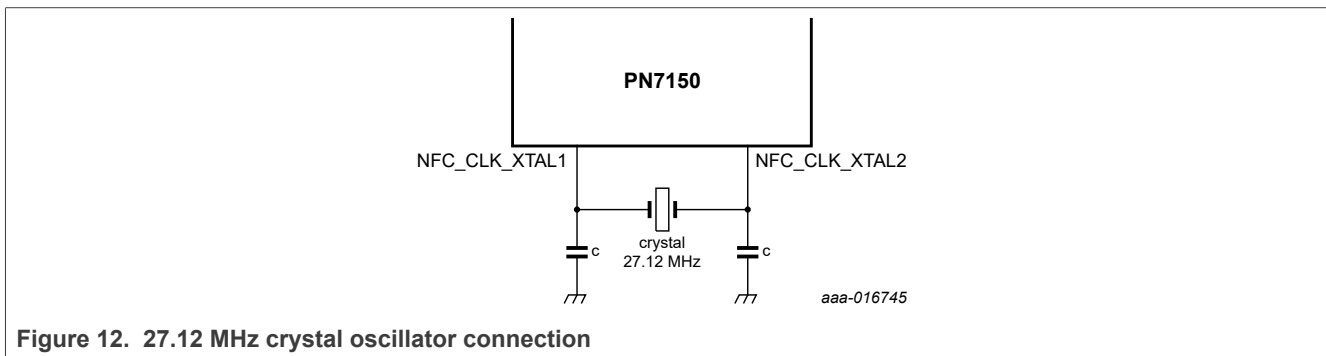 PN7150
NFC_CLK_XTAL1
NFC_CLK_XTAL2
c
crystal
27.12 MHz
c
aaa-016745
Figure 12. 27.12 MHz crystal oscillator connection